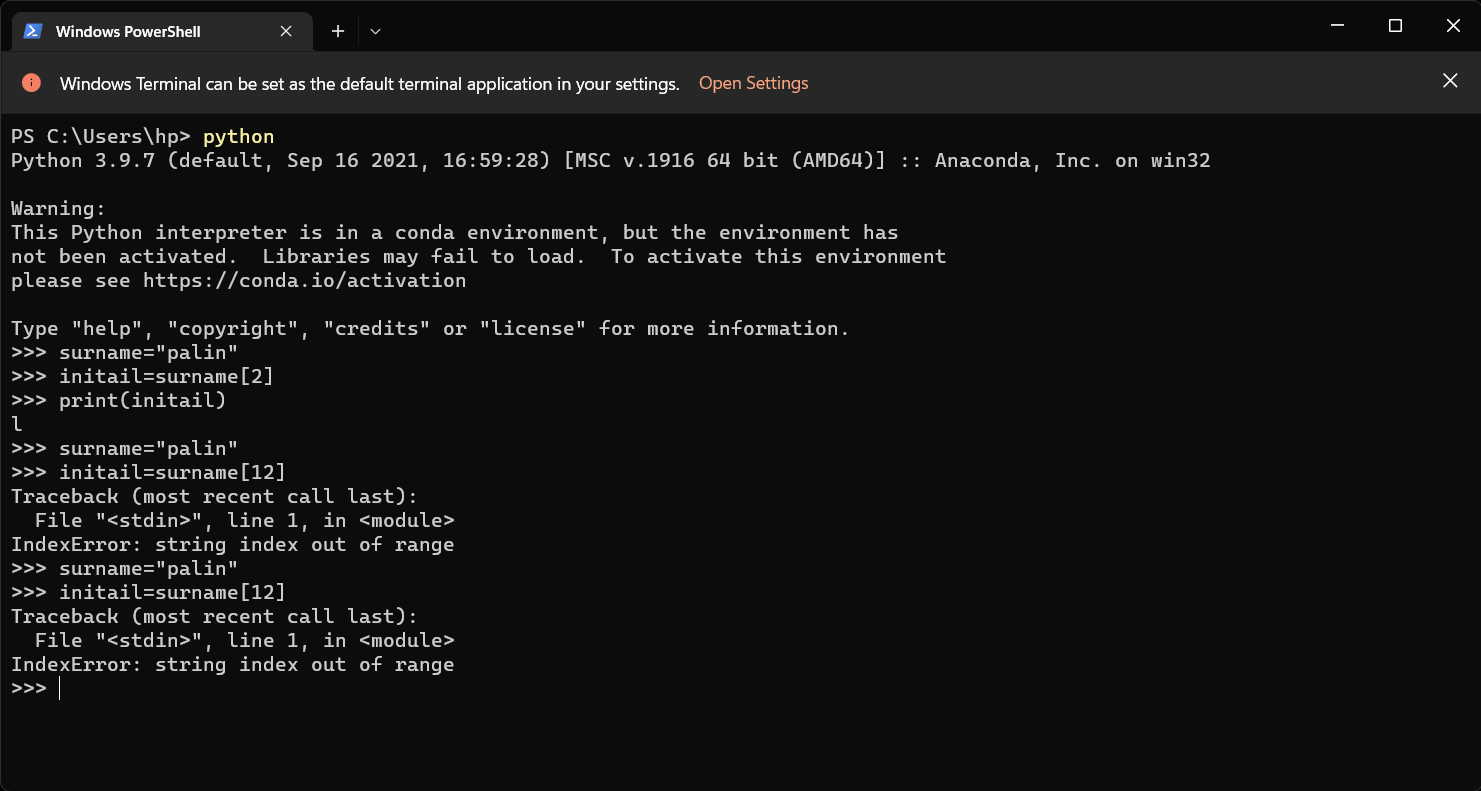 Windows PowerShell
Windows Terminal can be set as the default terminal application in your settings. Open Settings
PS C:\Users\hp> python
Python 3.9.7 (default, Sep 16 2021, 16:59:28) [MSC v.1916 64 bit (AMD64)] :: Anaconda, Inc. on win32

Warning:
This Python interpreter is in a conda environment, but the environment has
not been activated.  Libraries may fail to load.  To activate this environment
please see https://conda.io/activation

Type "help", "copyright", "credits" or "license" for more information.
>>> surname="palin"
>>> initail=surname[2]
>>> print(initail)
l
>>> surname="palin"
>>> initail=surname[12]
Traceback (most recent call last):
  File "<stdin>", line 1, in <module>
IndexError: string index out of range
>>> surname="palin"
>>> initail=surname[12]
Traceback (most recent call last):
  File "<stdin>", line 1, in <module>
IndexError: string index out of range
>>>